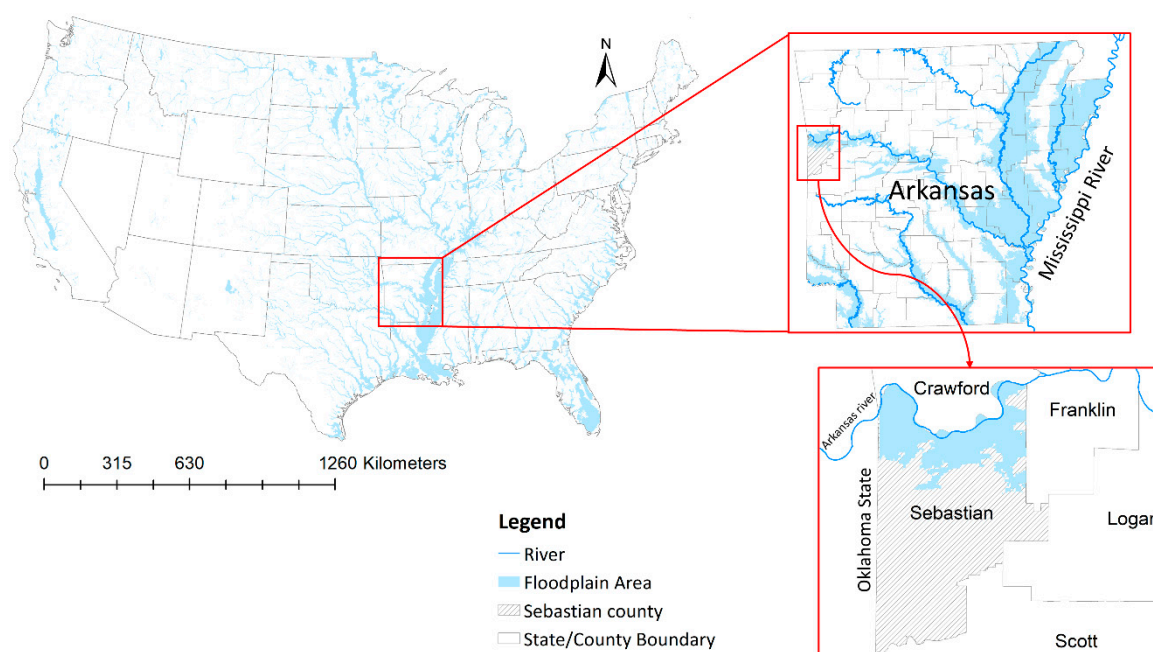 N
Arkansas
Mississippi River
0 315 630 1260 Kilometers
Legend
River
Floodplain Area
Sebastian county
State/County Boundary
Crawford
Franklin
Arkansas river
Sebastian
Logan
Oklahoma State
Scott